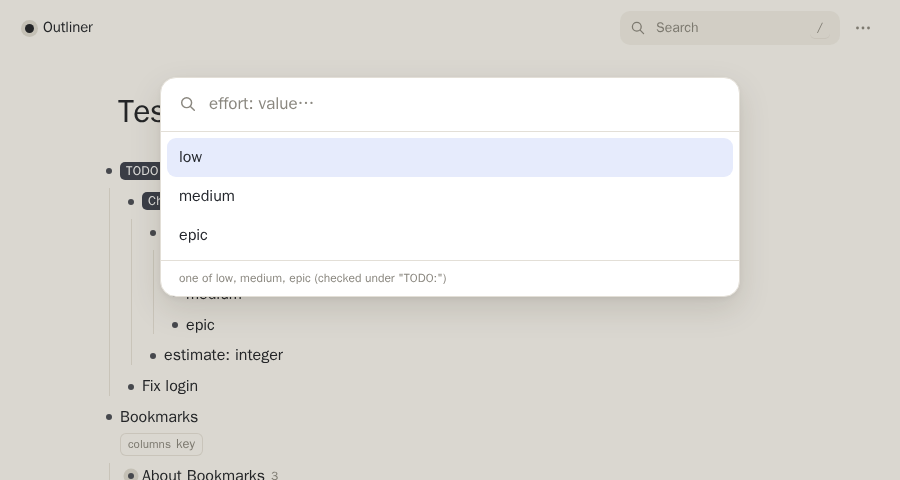 Outliner
Search
/
effort: value···
Tes
low
TODO
medium
Ch
epic
one of low, medium, epic (checked under "TODO:")
medium
epic
estimate: integer
Fix login
Bookmarks
columns key
About Bookmarks 3